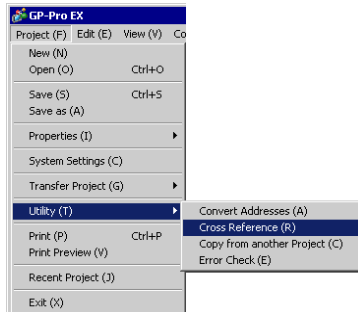 GP-Pro EX
Project (F) Edit (E) View (V) Co
New (N)
Open (O) Ctrl+O
Save (S) Ctrl+S
Save as (A)
Properties (I)
System Settings (C)
Transfer Project (G)
Utility (T)
Convert Addresses (A)
Cross Reference (R)
Copy from another Project (C)
Error Check (E)
Print (P) Ctrl+P
Print Preview (V)
Recent Project (J)
Exit (X)